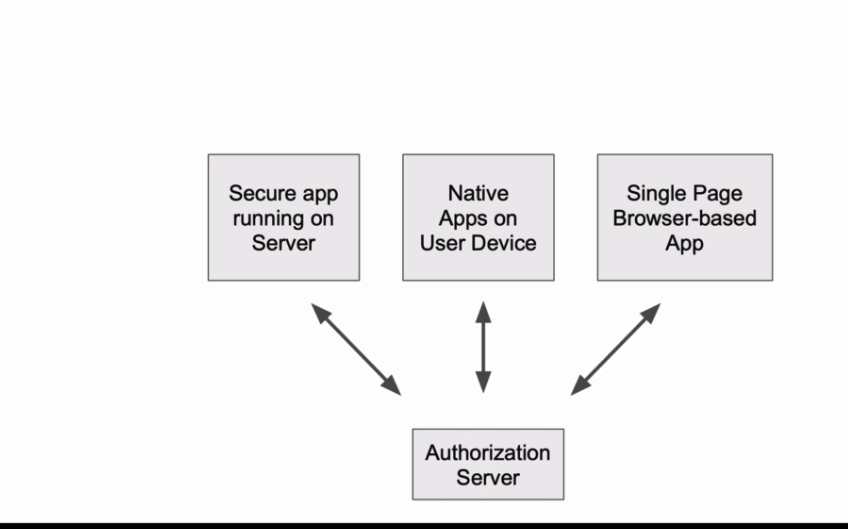 Secure app
running on
Server
Native
Apps on
User Device
Single Page
Browser-based
App
Authorization
Server